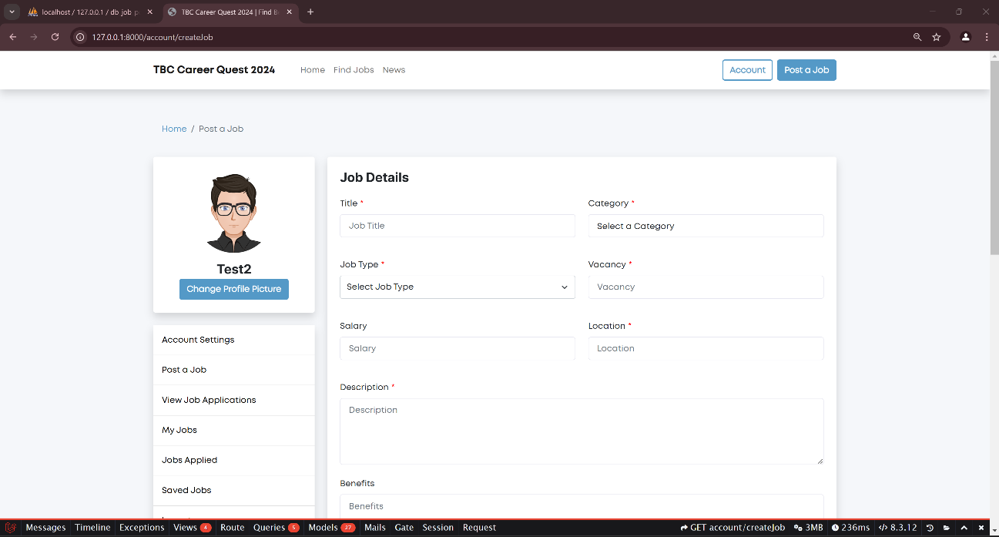 localhost / 127.0.0.1 / db_job_p
TBC Career Quest 2024 | Find B
127.0.0.1:8000/account/createJob
TBC Career Quest 2024
Home
Find Jobs
News
Account
Post a Job
Home / Post a Job
Test2
Change Profile Picture
Account Settings
Post a Job
View Job Applications
My Jobs
Jobs Applied
Saved Jobs
Job Details
Title *
Job Title
Category *
Select a Category
Job Type *
Select Job Type
Vacancy *
Vacancy
Salary
Salary
Location *
Location
Description *
Description
Benefits
Benefits
Messages
Timeline
Exceptions
Views 4
Route
Queries 5
Models 27
Mails
Gate
Session
Request
GET account/createJob
3MB
236ms
</> 8.3.12